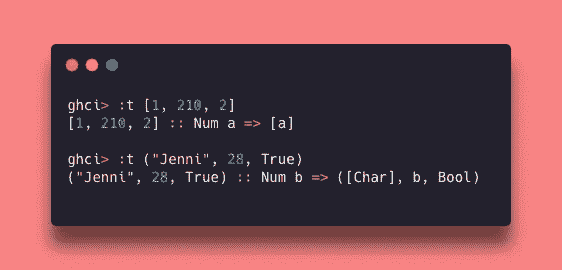 ghci> :t [1, 210, 2]
[1, 210, 2] :: Num a => [a]
ghci> :t ("Jenni", 28, True)
("Jenni", 28, True) :: Num b => ([Char], b, Bool)